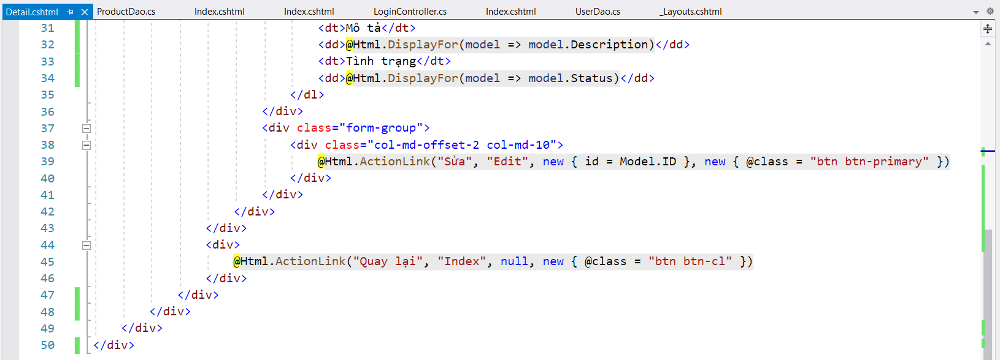 Detail.cshtml ProductDao.cs Index.cshtml Index.cshtml LoginController.cs Index.cshtml UserDao.cs _Layouts.cshtml
31 <dt>Mô tả</dt>
32 <dd>@Html.DisplayFor(model => model.Description)</dd>
33 <dt>Tình trạng</dt>
34 <dd>@Html.DisplayFor(model => model.Status)</dd>
35 </dl>
36 </div>
37 <div class="form-group">
38 <div class="col-md-offset-2 col-md-10">
39 @Html.ActionLink("Sửa", "Edit", new { id = Model.ID }, new { @class = "btn btn-primary" })
40 </div>
41 </div>
42 </div>
43 </div>
44 <div>
45 @Html.ActionLink("Quay lại", "Index", null, new { @class = "btn btn-cl" })
46 </div>
47 </div>
48 </div>
49 </div>
50 </div>